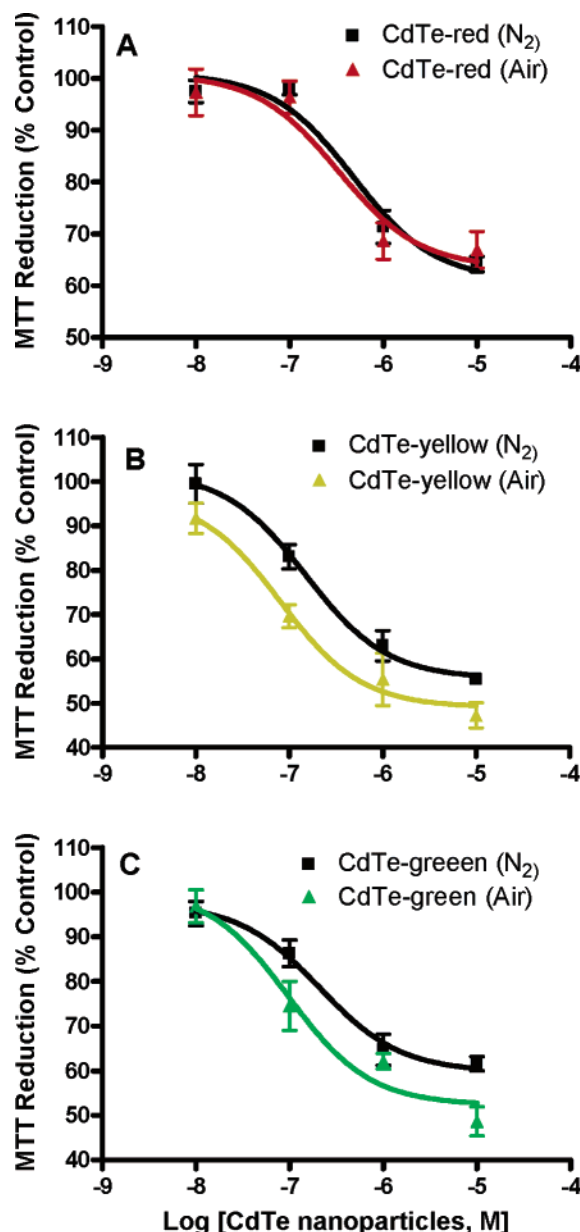 A
CdTe-red (N₂)
CdTe-red (Air)
MTT Reduction (% Control)
110
100
90
80
70
60
50
-9 -8 -7 -6 -5 -4
B
CdTe-yellow (N₂)
CdTe-yellow (Air)
MTT Reduction (% Control)
110
100
90
80
70
60
50
40
-9 -8 -7 -6 -5 -4
C
CdTe-greeen (N₂)
CdTe-green (Air)
MTT Reduction (% Control)
110
100
90
80
70
60
50
40
-9 -8 -7 -6 -5 -4
Log [CdTe nanoparticles, M]